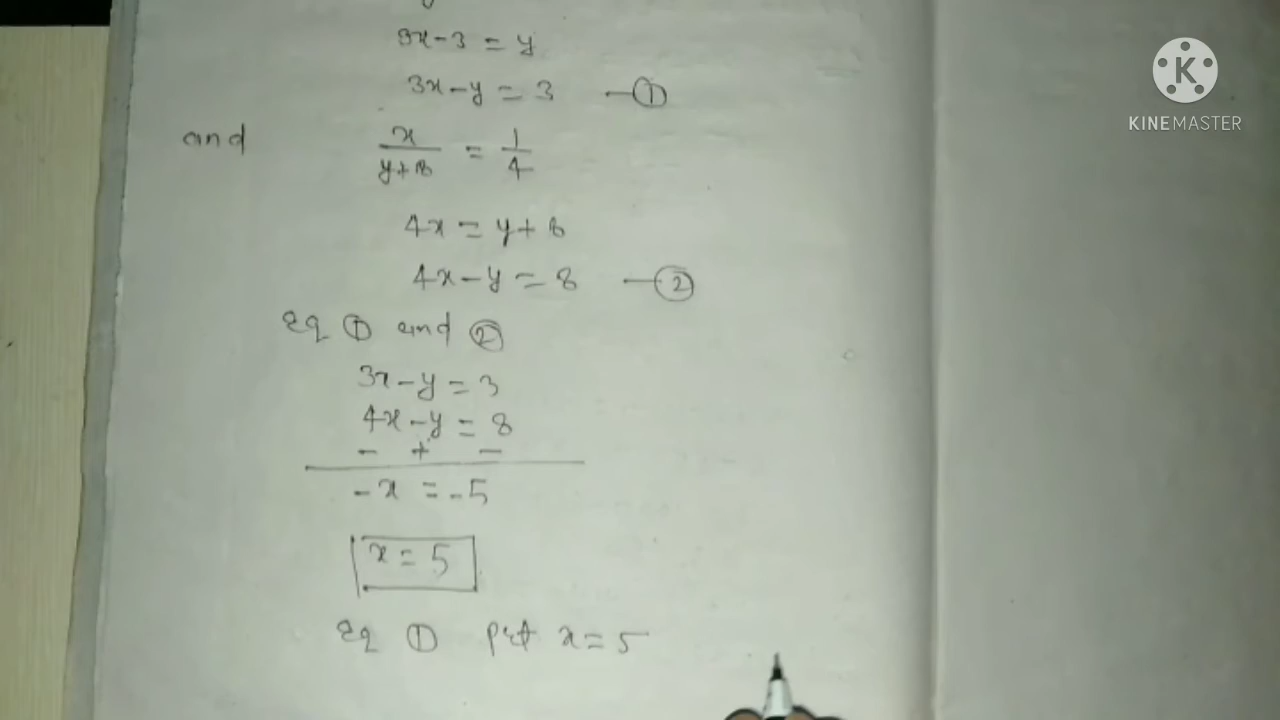 3x-3 = y
3x-y = 3 —①
and x/y+8 = 1/4
4x = y+8
4x-y = 8 —②
eq ① and ②
3x-y = 3
4x-y = 8
- + -
-x = -5
x = 5
eq ① put x = 5
K
KINEMASTER